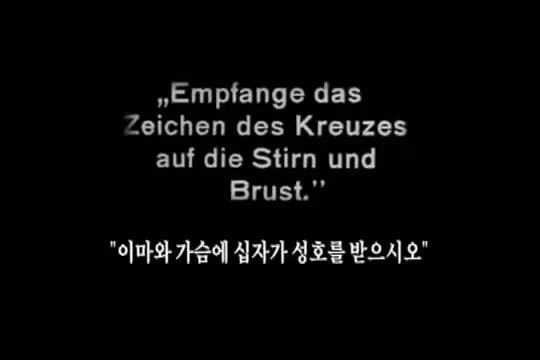 „Empfange das
Zeichen des Kreuzes
auf die Stirn und
Brust.”
"이마와 가슴에 십자가 성호를 받으시오"